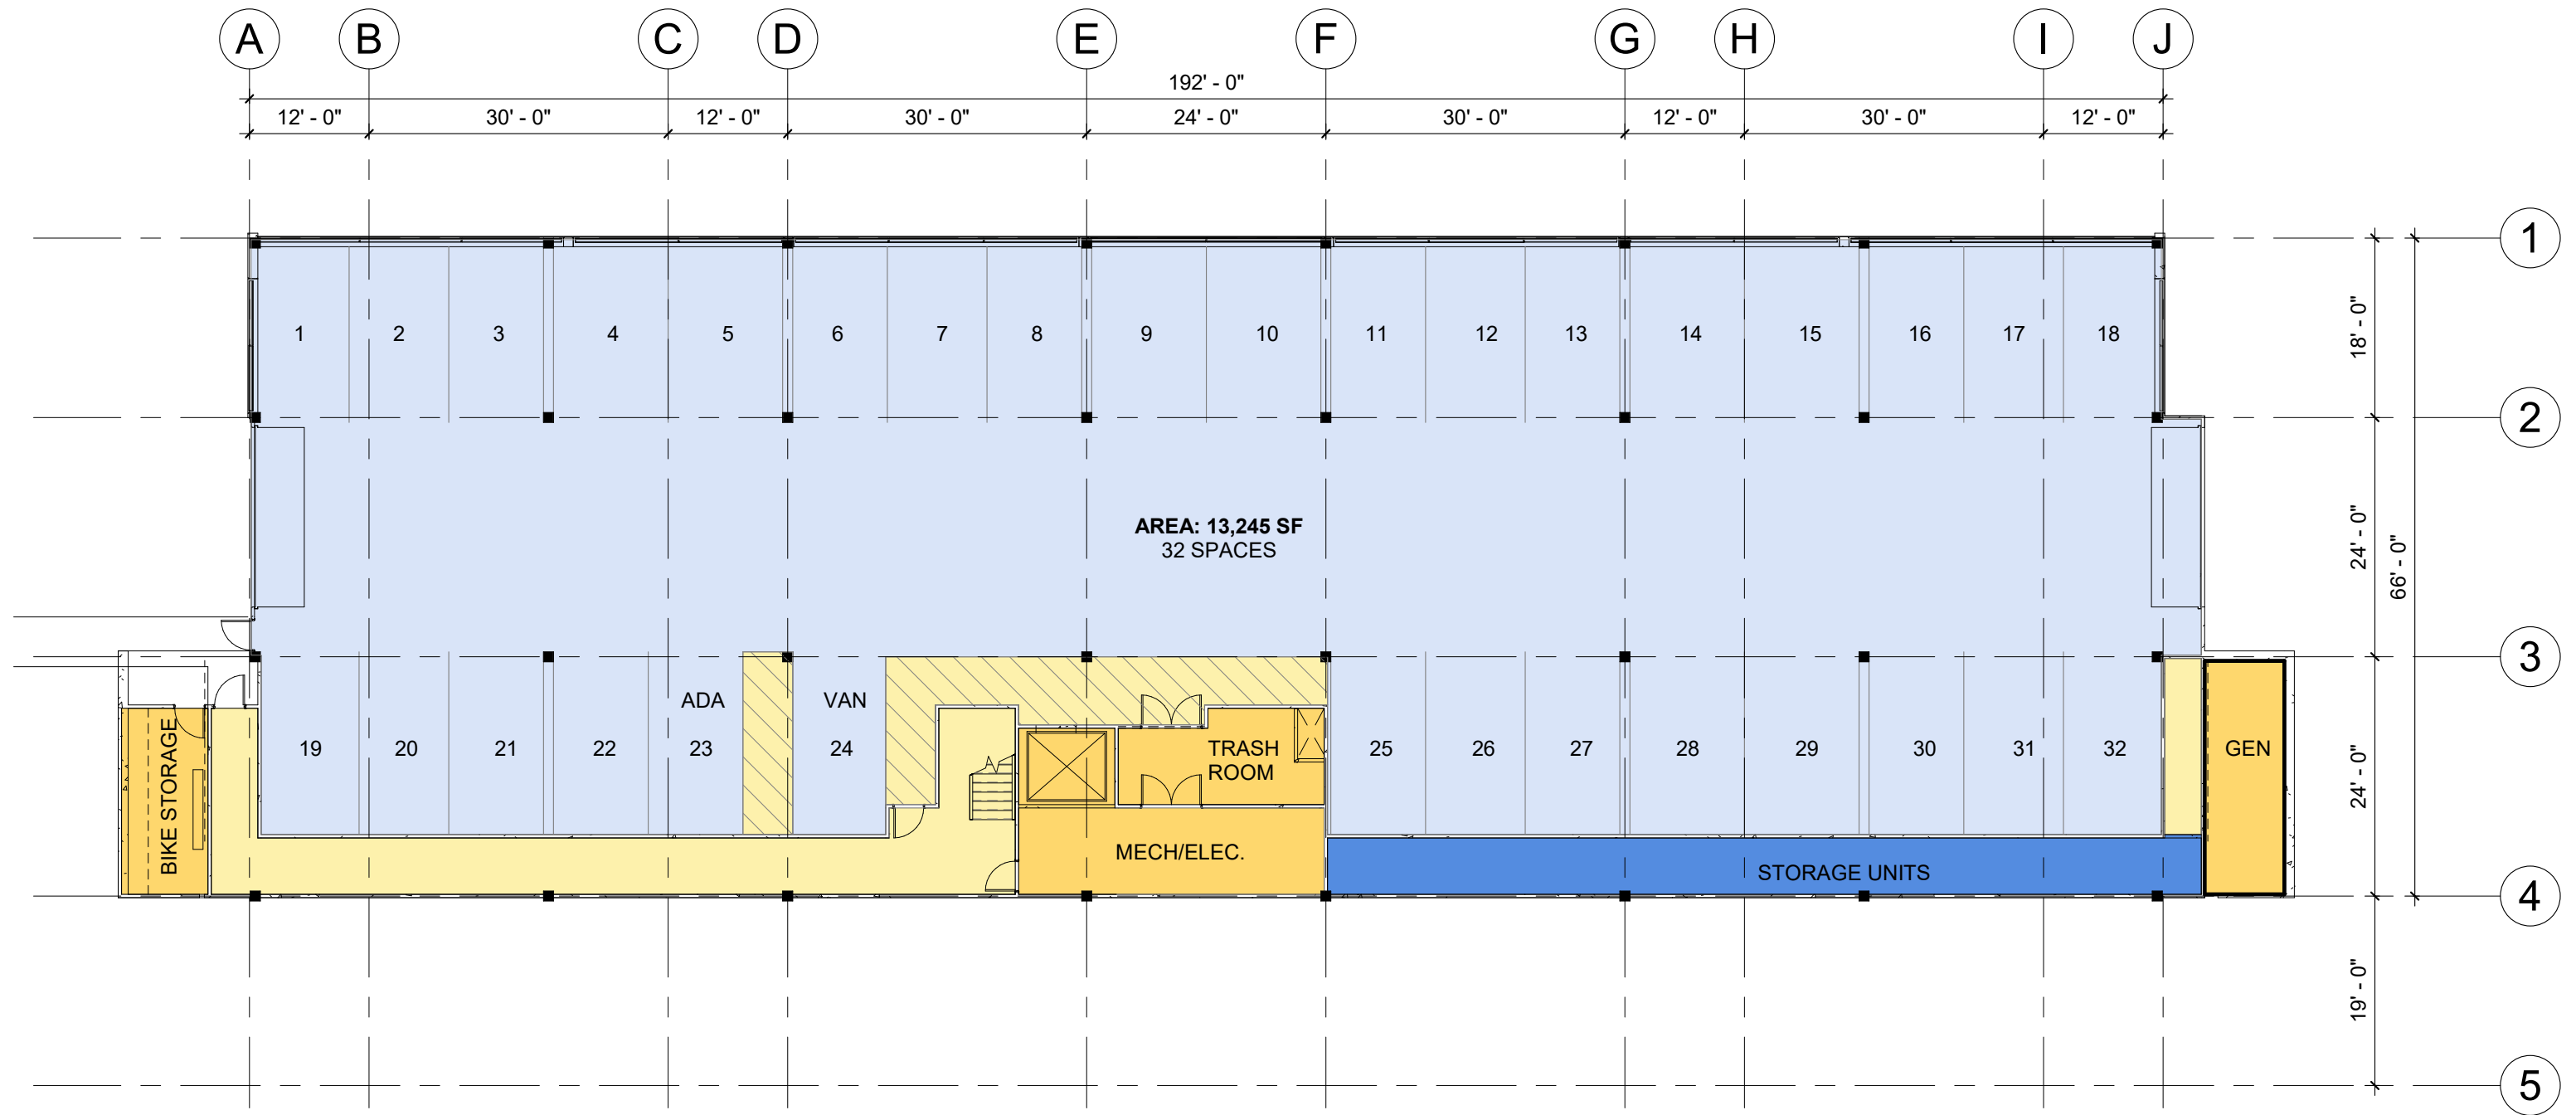 A
B
C
D
E
F
G
H
I
J
192' - 0"
12' - 0"
30' - 0"
12' - 0"
30' - 0"
24' - 0"
30' - 0"
12' - 0"
30' - 0"
12' - 0"
1
18' - 0"
1
2
3
4
5
6
7
8
9
10
11
12
13
14
15
16
17
18
2
AREA: 13,245 SF
32 SPACES
24' - 0"
66' - 0"
3
ADA
VAN
19
20
21
22
23
24
TRASH
ROOM
25
26
27
28
29
30
31
32
GEN
24' - 0"
BIKE STORAGE
MECH/ELEC.
STORAGE UNITS
4
19' - 0"
5